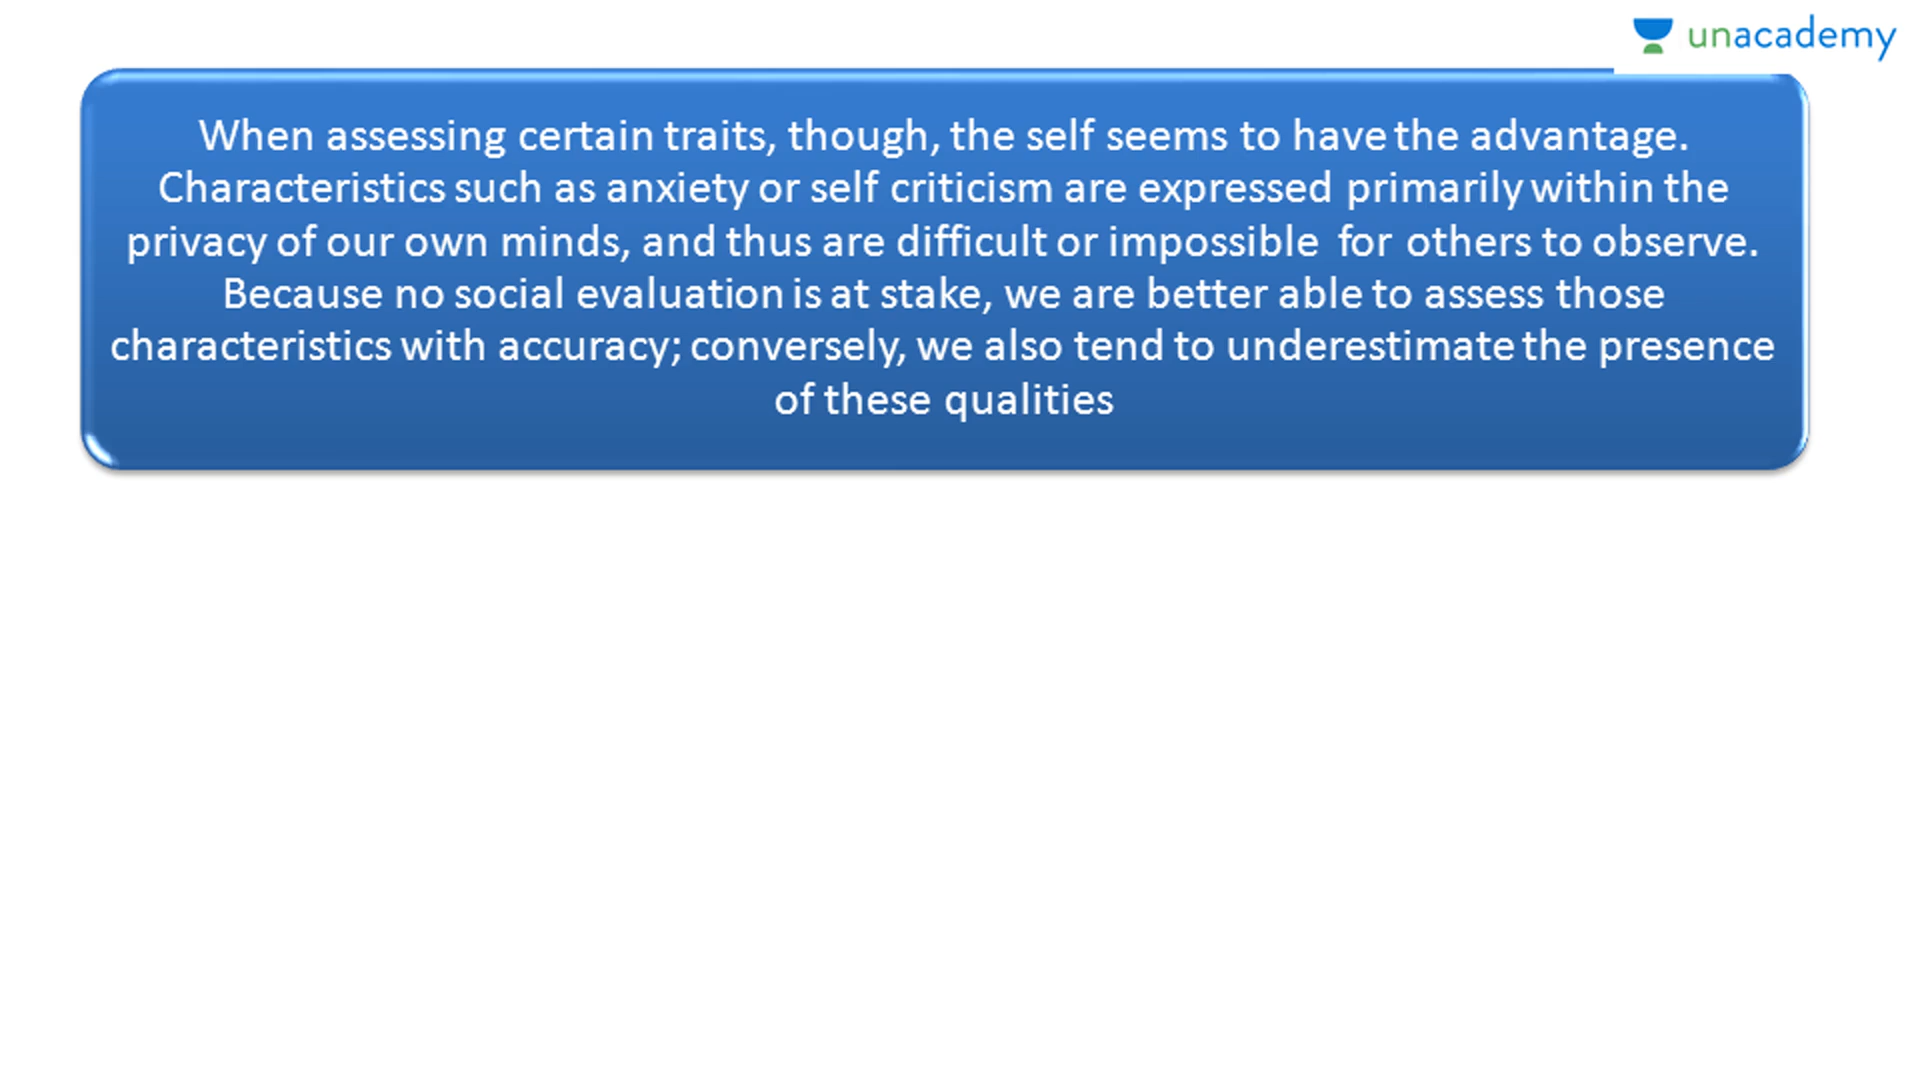 unacademy
When assessing certain traits, though, the self seems to have the advantage.
Characteristics such as anxiety or self criticism are expressed primarily within the
privacy of our own minds, and thus are difficult or impossible for others to observe.
Because no social evaluation is at stake, we are better able to assess those
characteristics with accuracy; conversely, we also tend to underestimate the presence
of these qualities